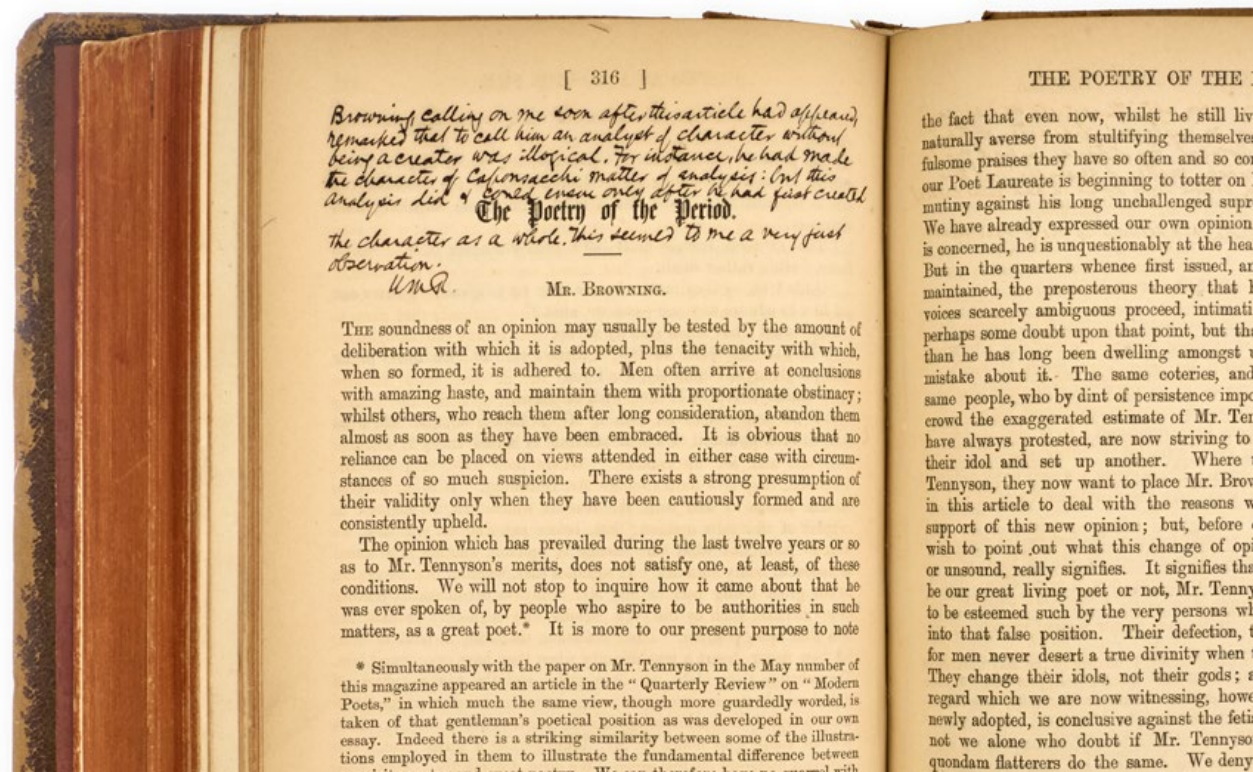 [ 316 ]
Browning calling on me soon after this article had appeared,
remarked that to call him an analyst of character without
being a creater was illogical. For instance, he had made
the character of Caponsacchi matter of analysis: but this
analysis did & could ensue only after he had first created
The Poetry of the Period.
the character as a whole. This seemed to me a very just
observation.
W.M.R.
MR. BROWNING.
THE soundness of an opinion may usually be tested by the amount of
deliberation with which it is adopted, plus the tenacity with which,
when so formed, it is adhered to. Men often arrive at conclusions
with amazing haste, and maintain them with proportionate obstinacy;
whilst others, who reach them after long consideration, abandon them
almost as soon as they have been embraced. It is obvious that no
reliance can be placed on views attended in either case with circum-
stances of so much suspicion. There exists a strong presumption of
their validity only when they have been cautiously formed and are
consistently upheld.
The opinion which has prevailed during the last twelve years or so
as to Mr. Tennyson's merits, does not satisfy one, at least, of these
conditions. We will not stop to inquire how it came about that he
was ever spoken of, by people who aspire to be authorities in such
matters, as a great poet.* It is more to our present purpose to note
* Simultaneously with the paper on Mr. Tennyson in the May number of
this magazine appeared an article in the "Quarterly Review" on "Modern
Poets," in which much the same view, though more guardedly worded, is
taken of that gentleman's poetical position as was developed in our own
essay. Indeed there is a striking similarity between some of the illustra-
tions employed in them to illustrate the fundamental difference between
THE POETRY OF THE
the fact that even now, whilst he still
naturally averse from stultifying themselves
fulsome praises they have so often and so
our Poet Laureate is beginning to totter on
mutiny against his long unchallenged
We have already expressed our own opinion
is concerned, he is unquestionably at the
But in the quarters whence first issued,
maintained, the preposterous theory that
voices scarcely ambiguous proceed,
perhaps some doubt upon that point, but
than he has long been dwelling amongst
mistake about it. The same coteries, and
same people, who by dint of persistence
crowd the exaggerated estimate of Mr.
have always protested, are now striving to
their idol and set up another. Where
Tennyson, they now want to place Mr.
in this article to deal with the reasons
support of this new opinion; but, before
wish to point out what this change of
or unsound, really signifies. It signifies
be our great living poet or not, Mr.
to be esteemed such by the very persons
into that false position. Their defection,
for men never desert a true divinity when
They change their idols, not their gods;
regard which we are now witnessing,
newly adopted, is conclusive against the
not we alone who doubt if Mr.
quondam flatterers do the same. We deny